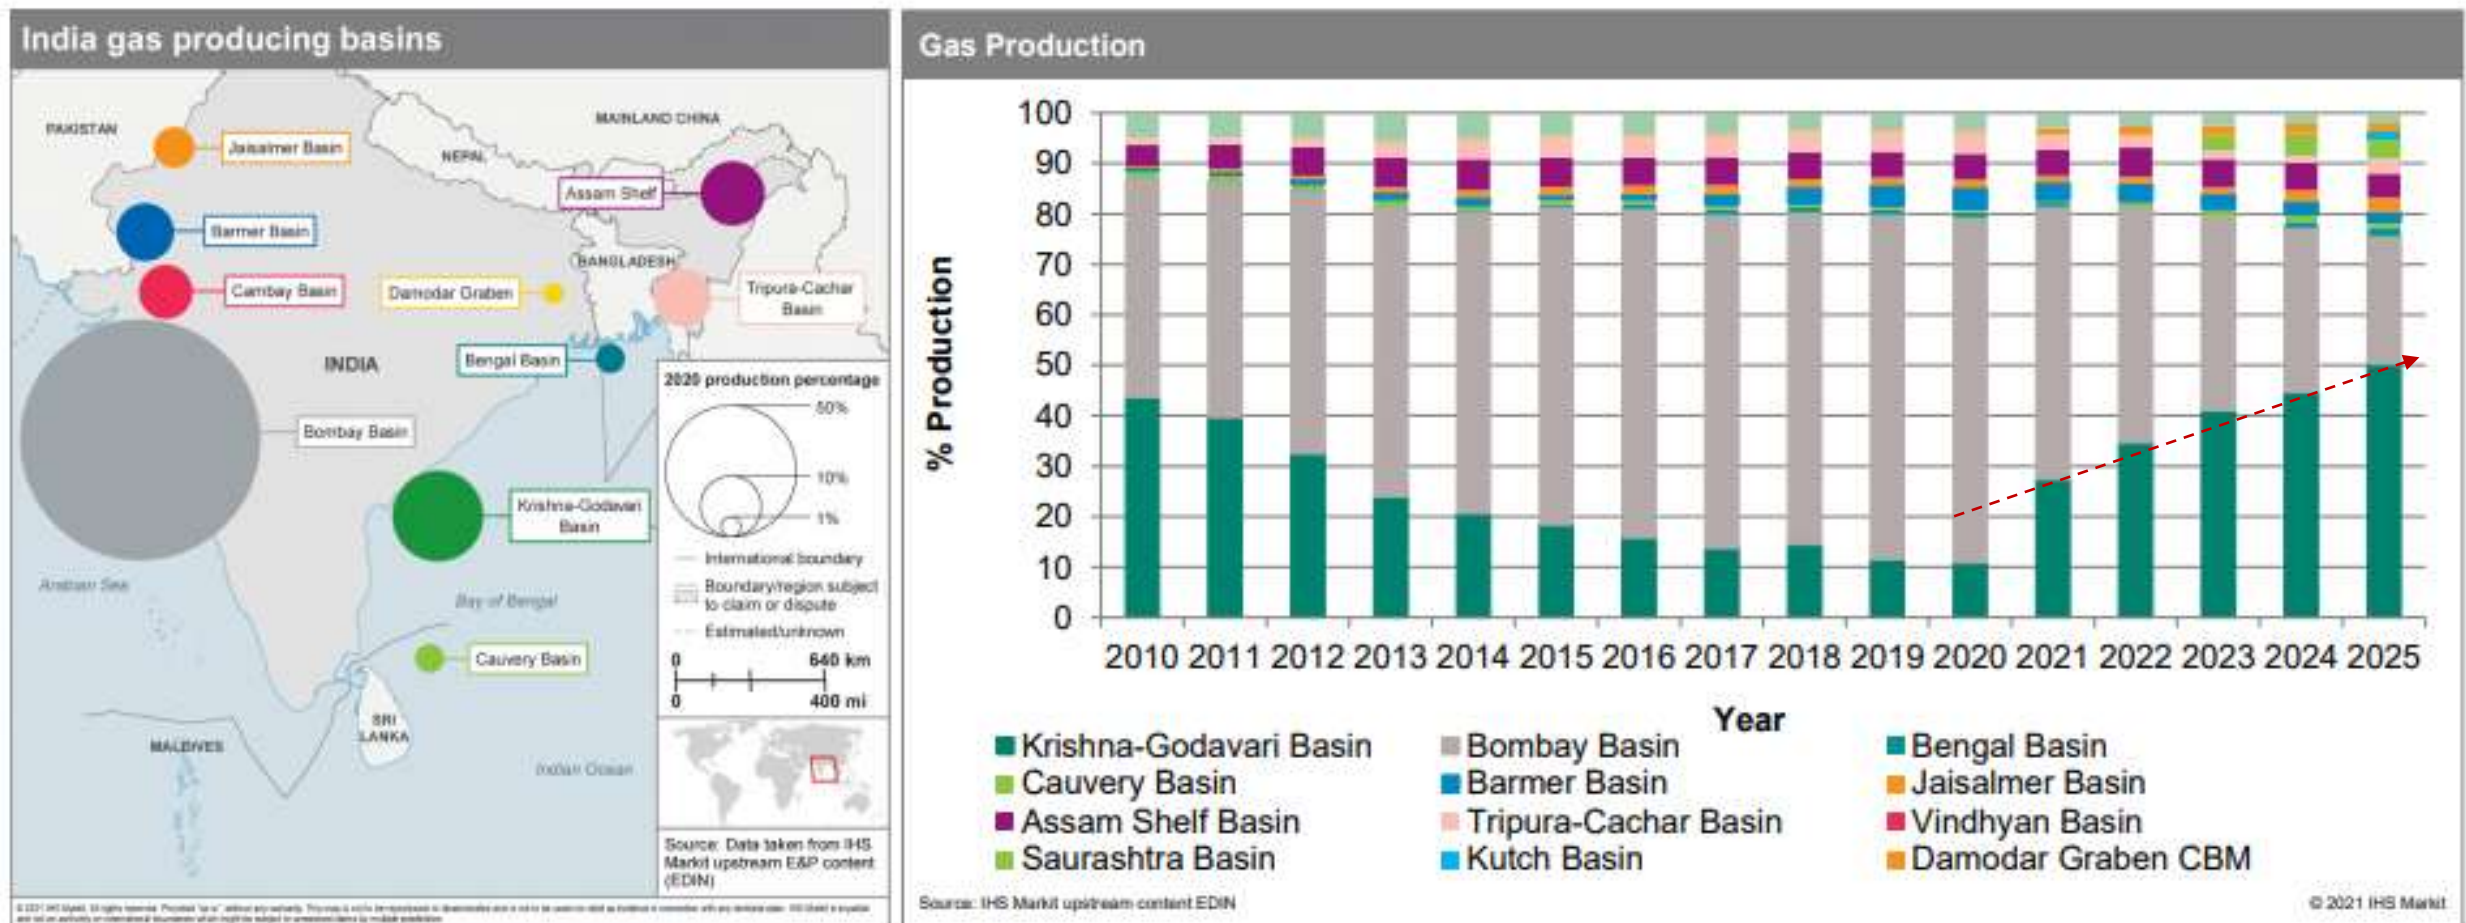 India gas producing basins
PAKISTAN
MAINLAND CHINA
Jaisalmer Basin
NEPAL
Assam Shelf
Barmer Basin
BANGLADESH
Cambay Basin
Damodar Graben
Tripura-Cachar
Basin
INDIA
Bengal Basin
Bombay Basin
Krishna-Godavari
Basin
Arabian Sea
Bay of Bengal
Cauvery Basin
SRI
LANKA
MALDIVES
Indian Ocean
2020 production percentage
50%
10%
1%
International boundary
Boundary/region subject
to claim or dispute
Estimated/unknown
0 640 km
0 400 mi
Source: Data taken from IHS
Markit upstream E&P content
(EDIN)
Gas Production
% Production
100
90
80
70
60
50
40
30
20
10
0
2010 2011 2012 2013 2014 2015 2016 2017 2018 2019 2020 2021 2022 2023 2024 2025
Year
Krishna-Godavari Basin Bombay Basin Bengal Basin
Cauvery Basin Barmer Basin Jaisalmer Basin
Assam Shelf Basin Tripura-Cachar Basin Vindhyan Basin
Saurashtra Basin Kutch Basin Damodar Graben CBM
Source: IHS Markit upstream content EDIN
© 2021 IHS Markit